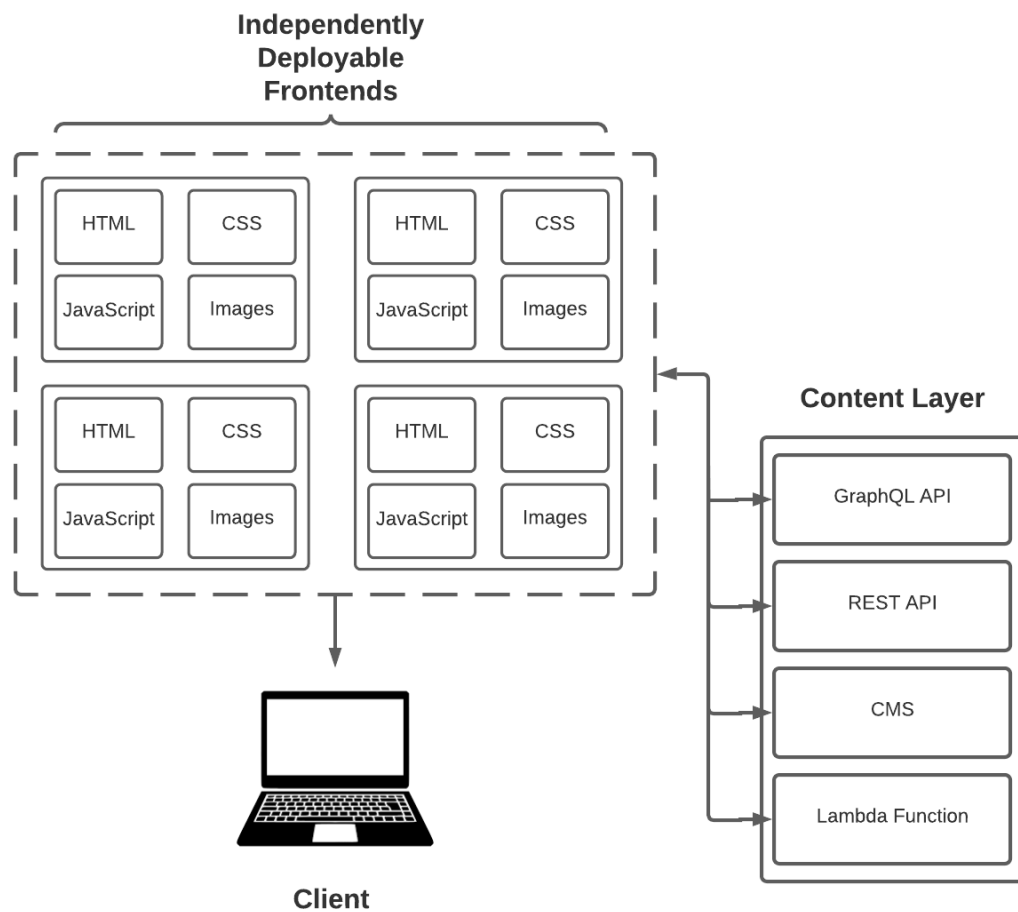 Independently
Deployable
Frontends
HTML
CSS
HTML
CSS
JavaScript
Images
JavaScript
Images
HTML
CSS
HTML
CSS
JavaScript
Images
JavaScript
Images
Content Layer
GraphQL API
REST API
CMS
Lambda Function
Client